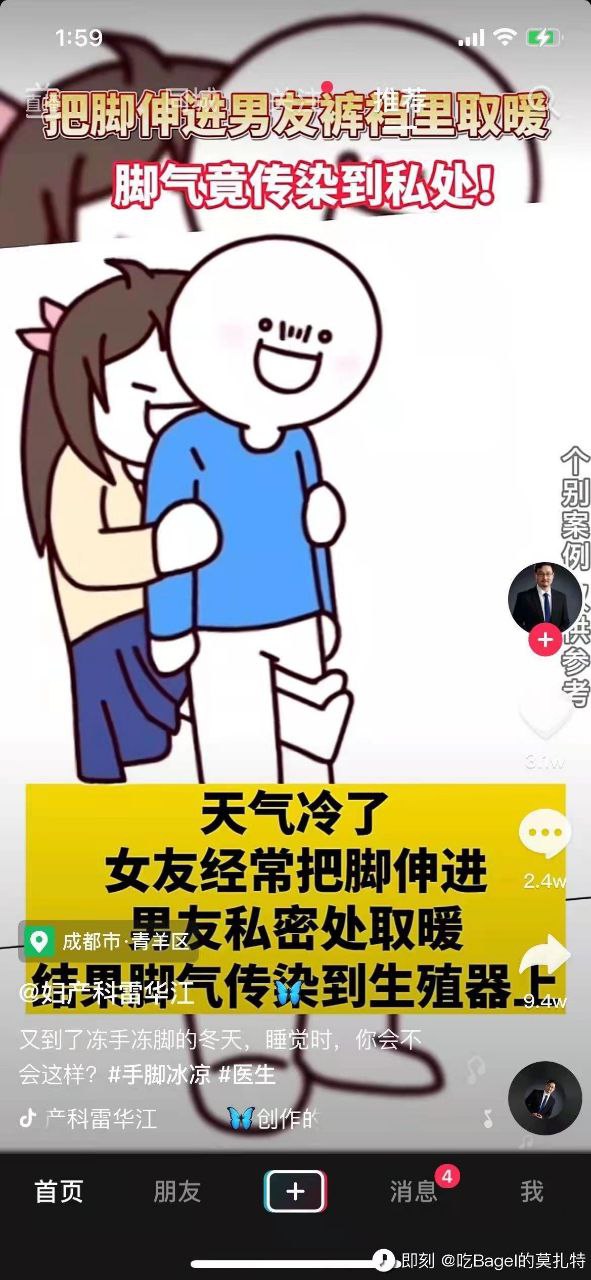 1:59
直播
同城
关注
推荐
把脚伸进男友裤裆里取暖
脚气竟传染到私处！
个别案例 仅供参考
3.1w
天气冷了
2.4w
女友经常把脚伸进
男友私密处取暖
成都市·青羊区
结果脚气传染到生殖器上
@妇产科雷华江
9.4w
又到了冻手冻脚的冬天，睡觉时，你会不
会这样？#手脚冰凉 #医生
产科雷华江
创作的
首页
朋友
消息
4
我
即刻 @吃Bagel的莫扎特